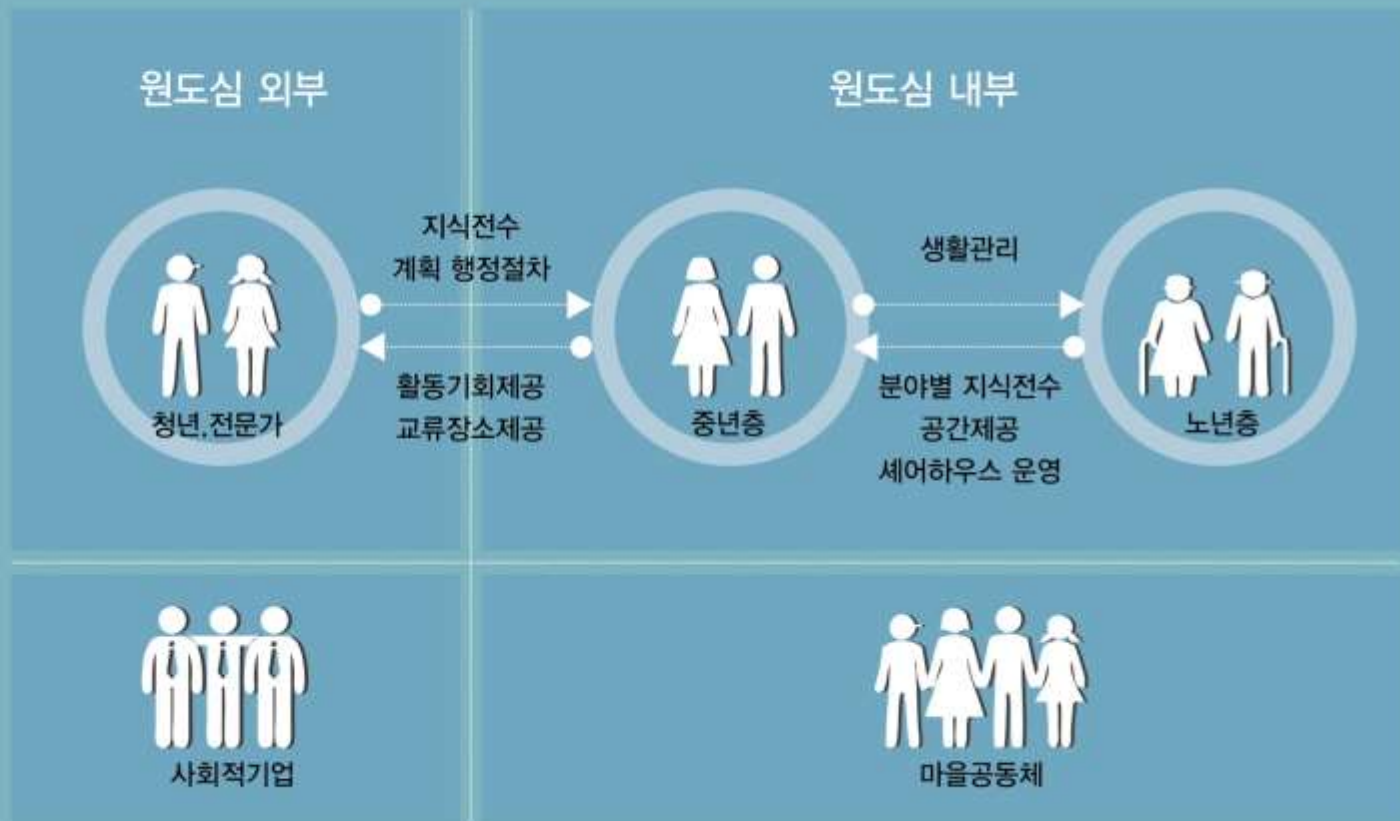 원도심 외부
원도심 내부
지식전수
계획 행정절차
생활관리
활동기회제공
교류장소제공
분야별 지식전수
공간제공
셰어하우스 운영
청년,전문가
중년층
노년층
사회적기업
마을공동체